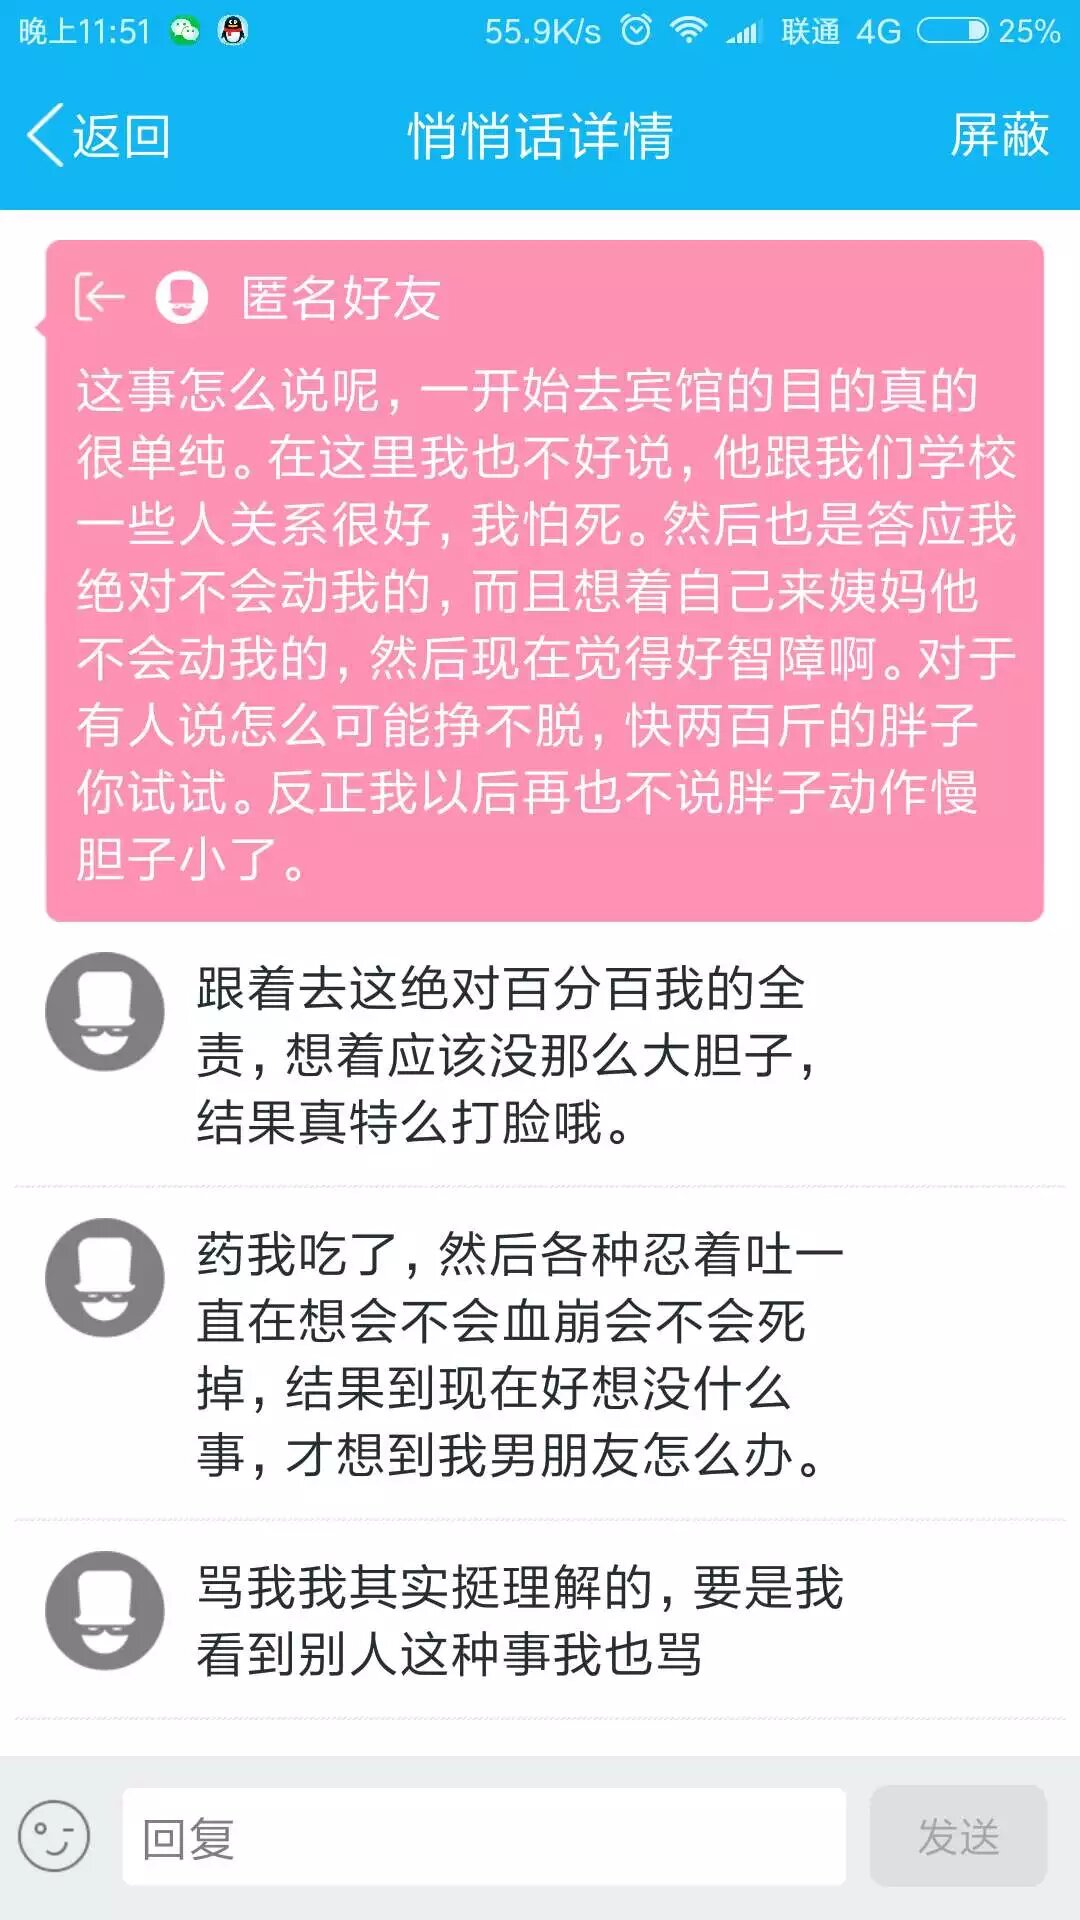 晚上11:51 55.9K/s 联通 4G 25%
返回 悄悄话详情 屏蔽
匿名好友
这事怎么说呢，一开始去宾馆的目的真的
很单纯。在这里我也不好说，他跟我们学校
一些人关系很好，我怕死。然后也是答应我
绝对不会动我的，而且想着自己来姨妈他
不会动我的，然后现在觉得好智障啊。对于
有人说怎么可能挣不脱，快两百斤的胖子
你试试。反正我以后再也不说胖子动作慢
胆子小了。
跟着去这绝对百分百我的全
责，想着应该没那么大胆子，
结果真特么打脸哦。
药我吃了，然后各种忍着吐一
直在想会不会血崩会不会死
掉，结果到现在好想没什么
事，才想到我男朋友怎么办。
骂我我其实挺理解的，要是我
看到别人这种事我也骂
回复 发送